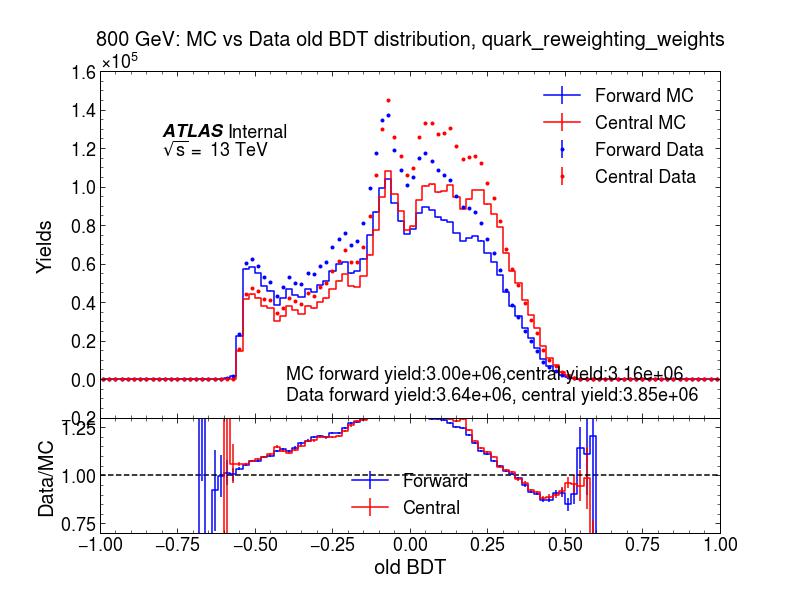 800 GeV: MC vs Data old BDT distribution, quark_reweighting_weights
×10⁵
1.6
1.4
1.2
1.0
0.8
0.6
0.4
0.2
0.0
0.2
Yields
ATLAS Internal
√s = 13 TeV
Forward MC
Central MC
Forward Data
Central Data
MC forward yield:3.00e+06,central yield:3.16e+06
Data forward yield:3.64e+06, central yield:3.85e+06
1.25
1.00
0.75
Data/MC
Forward
Central
−1.00 −0.75 −0.50 −0.25 0.00 0.25 0.50 0.75 1.00
old BDT